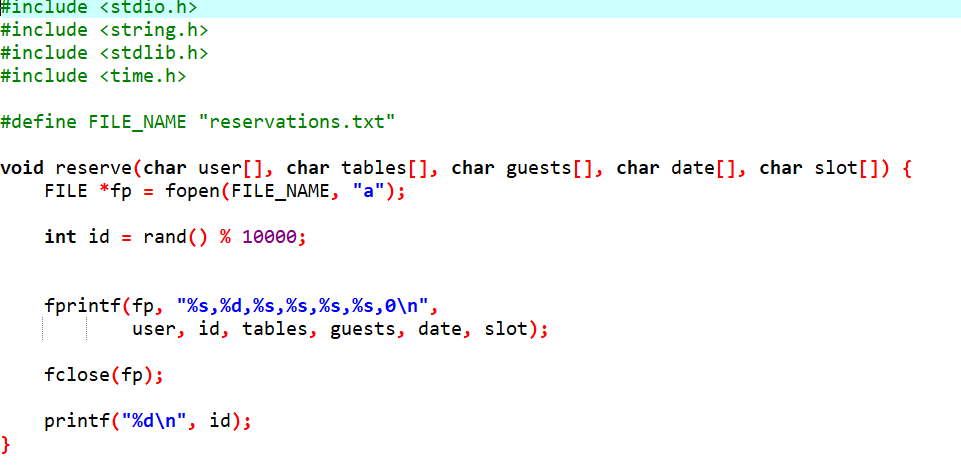 #include <stdio.h>
#include <string.h>
#include <stdlib.h>
#include <time.h>
#define FILE_NAME "reservations.txt"
void reserve(char user[], char tables[], char guests[], char date[], char slot[]) {
    FILE *fp = fopen(FILE_NAME, "a");
    int id = rand() % 10000;
    fprintf(fp, "%s,%d,%s,%s,%s,%s,0\n",
            user, id, tables, guests, date, slot);
    fclose(fp);
    printf("%d\n", id);
}